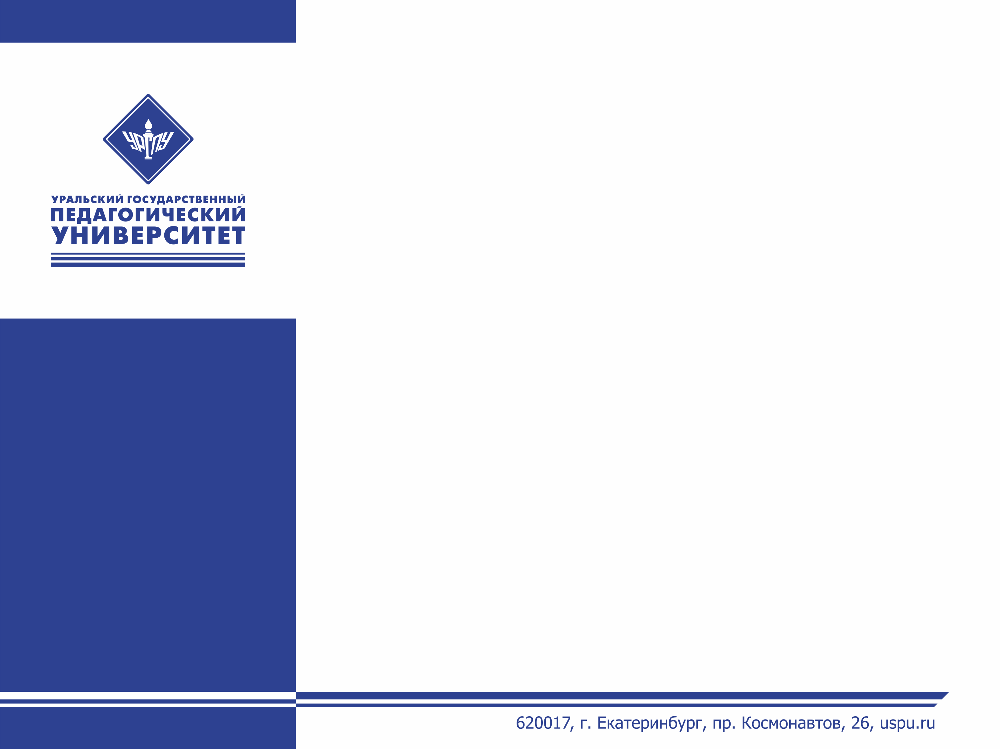 УРАЛЬСКИЙ ГОСУДАРСТВЕННЫЙ
ПЕДАГОГИЧЕСКИЙ
УНИВЕРСИТЕТ
620017, г. Екатеринбург, пр. Космонавтов, 26, uspu.ru